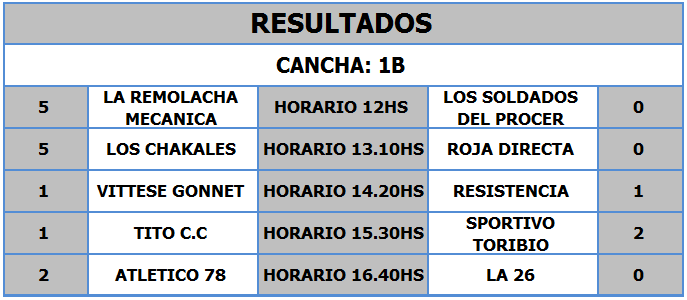 RESULTADOS
CANCHA: 1B
5 LA REMOLACHA MECANICA HORARIO 12HS LOS SOLDADOS DEL PROCER 0
5 LOS CHAKALES HORARIO 13.10HS ROJA DIRECTA 0
1 VITTESE GONNET HORARIO 14.20HS RESISTENCIA 1
1 TITO C.C HORARIO 15.30HS SPORTIVO TORIBIO 2
2 ATLETICO 78 HORARIO 16.40HS LA 26 0